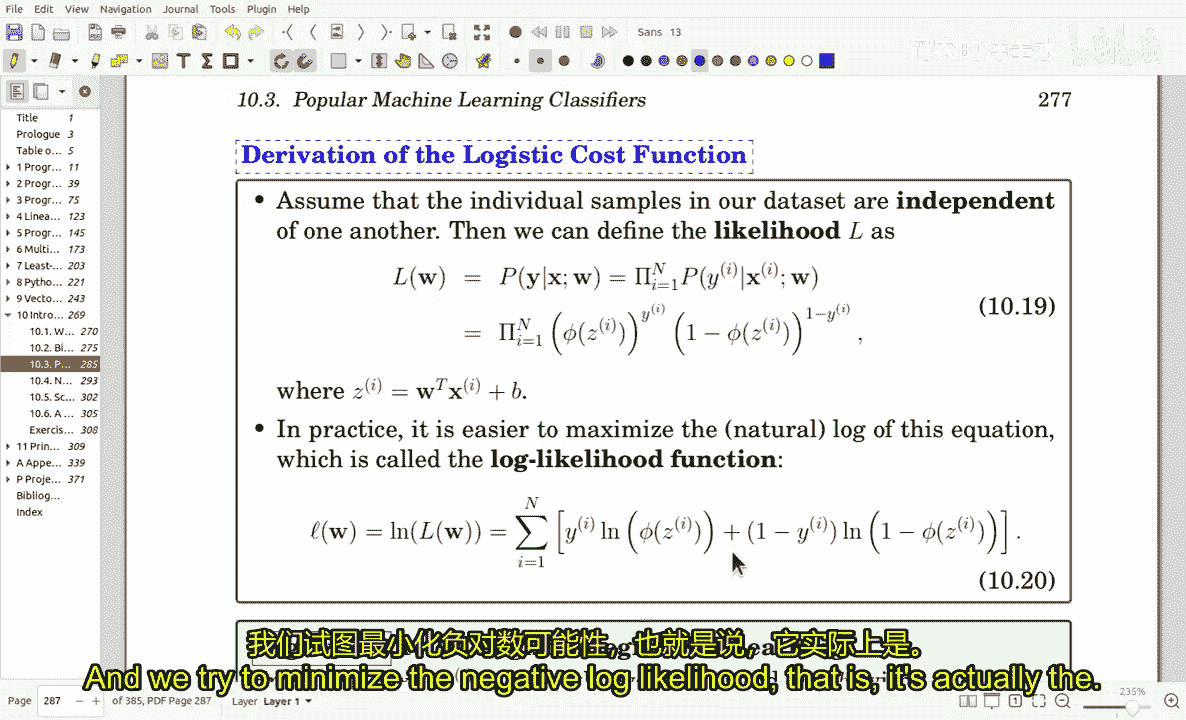 File Edit View Navigation Journal Tools Plugin Help
Sans 13
10.3. Popular Machine Learning Classifiers 277
Title 1
Prologue 3
Table o... 5
1 Progr... 11
2 Progr... 39
3 Progr... 75
4 Linea... 123
5 Progr... 145
6 Multi... 173
7 Least-... 203
8 Pytho... 221
9 Vecto... 243
10 Intro... 269
10.1. W... 270
10.2. Bi... 275
10.3. P... 285
10.4. N... 293
10.5. Sc... 302
10.6. A ... 305
Exercis... 308
11 Prin... 309
A Appe... 339
P Proje... 371
Bibliog...
Index
Derivation of the Logistic Cost Function
• Assume that the individual samples in our dataset are independent
of one another. Then we can define the likelihood L as
L(w) = P(y|x; w) = Π_{i=1}^{N} P(y^{(i)}|x^{(i)}; w)
= Π_{i=1}^{N} (ϕ(z^{(i)}))^{y^{(i)}} (1 − ϕ(z^{(i)}))^{1−y^{(i)}} ,
(10.19)
where z^{(i)} = w^T x^{(i)} + b.
• In practice, it is easier to maximize the (natural) log of this equation,
which is called the log-likelihood function:
ℓ(w) = ln(L(w)) = ∑_{i=1}^{N} [y^{(i)} ln (ϕ(z^{(i)})) + (1 − y^{(i)}) ln (1 − ϕ(z^{(i)}))] .
(10.20)
我们试图最小化负对数可能性，也就是说，它实际上是。
And we try to minimize the negative log likelihood, that is, it's actually the.
Page 287 of 385, PDF Page 287 Layer Layer 1
235%